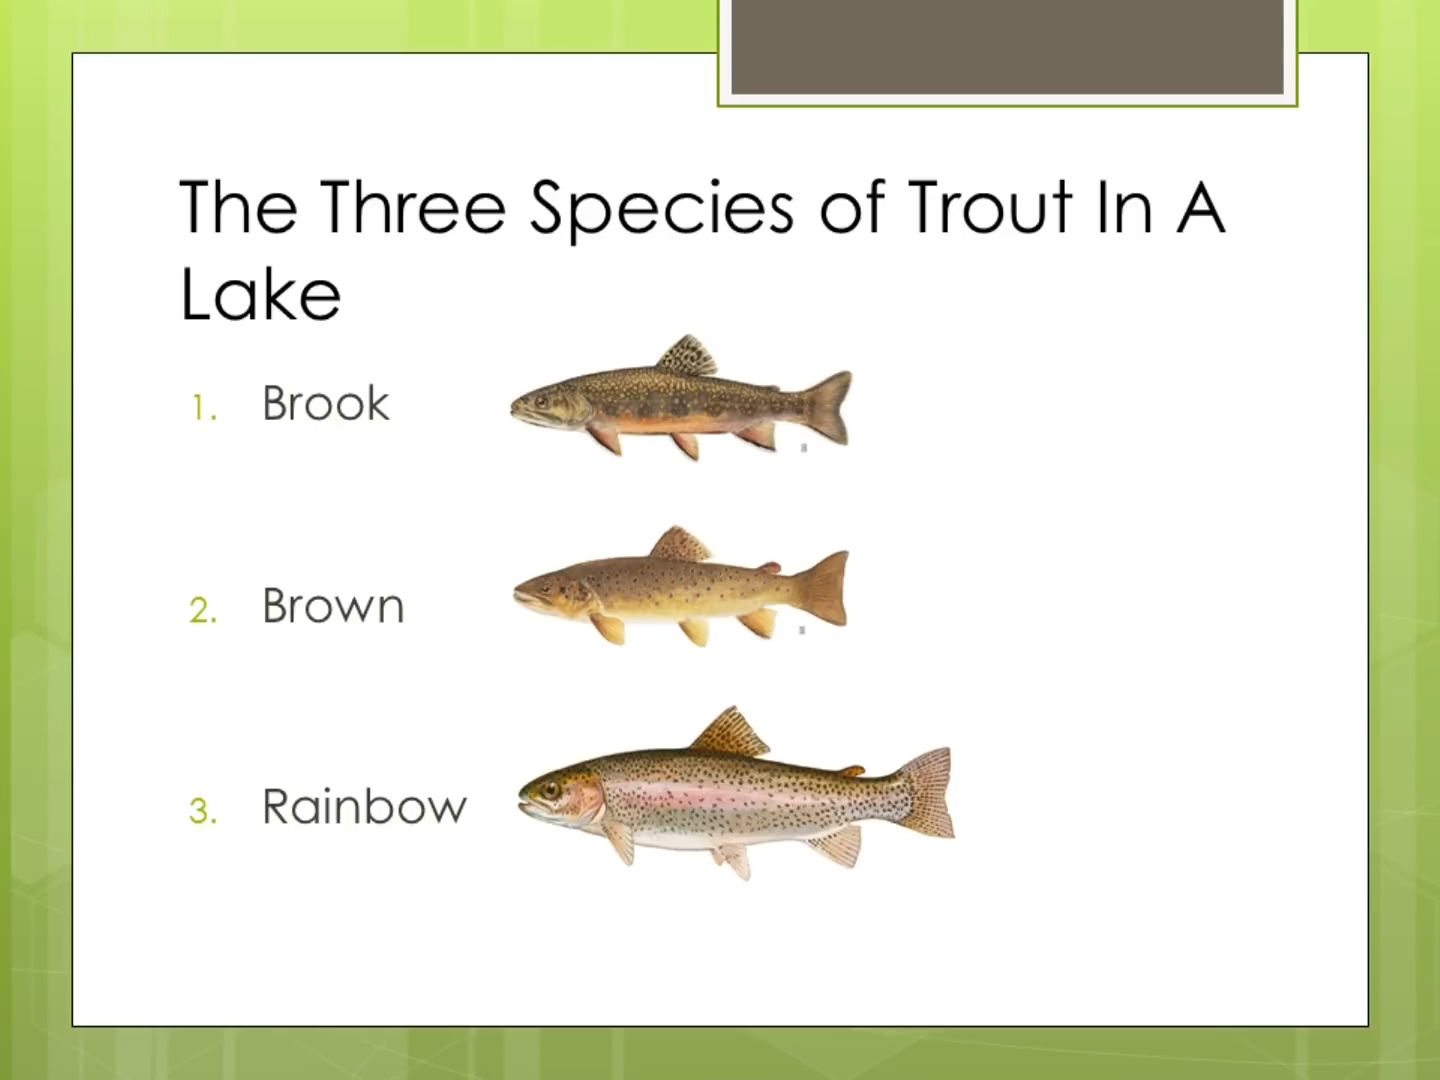 The Three Species of Trout In A
Lake
1. Brook
2. Brown
3. Rainbow